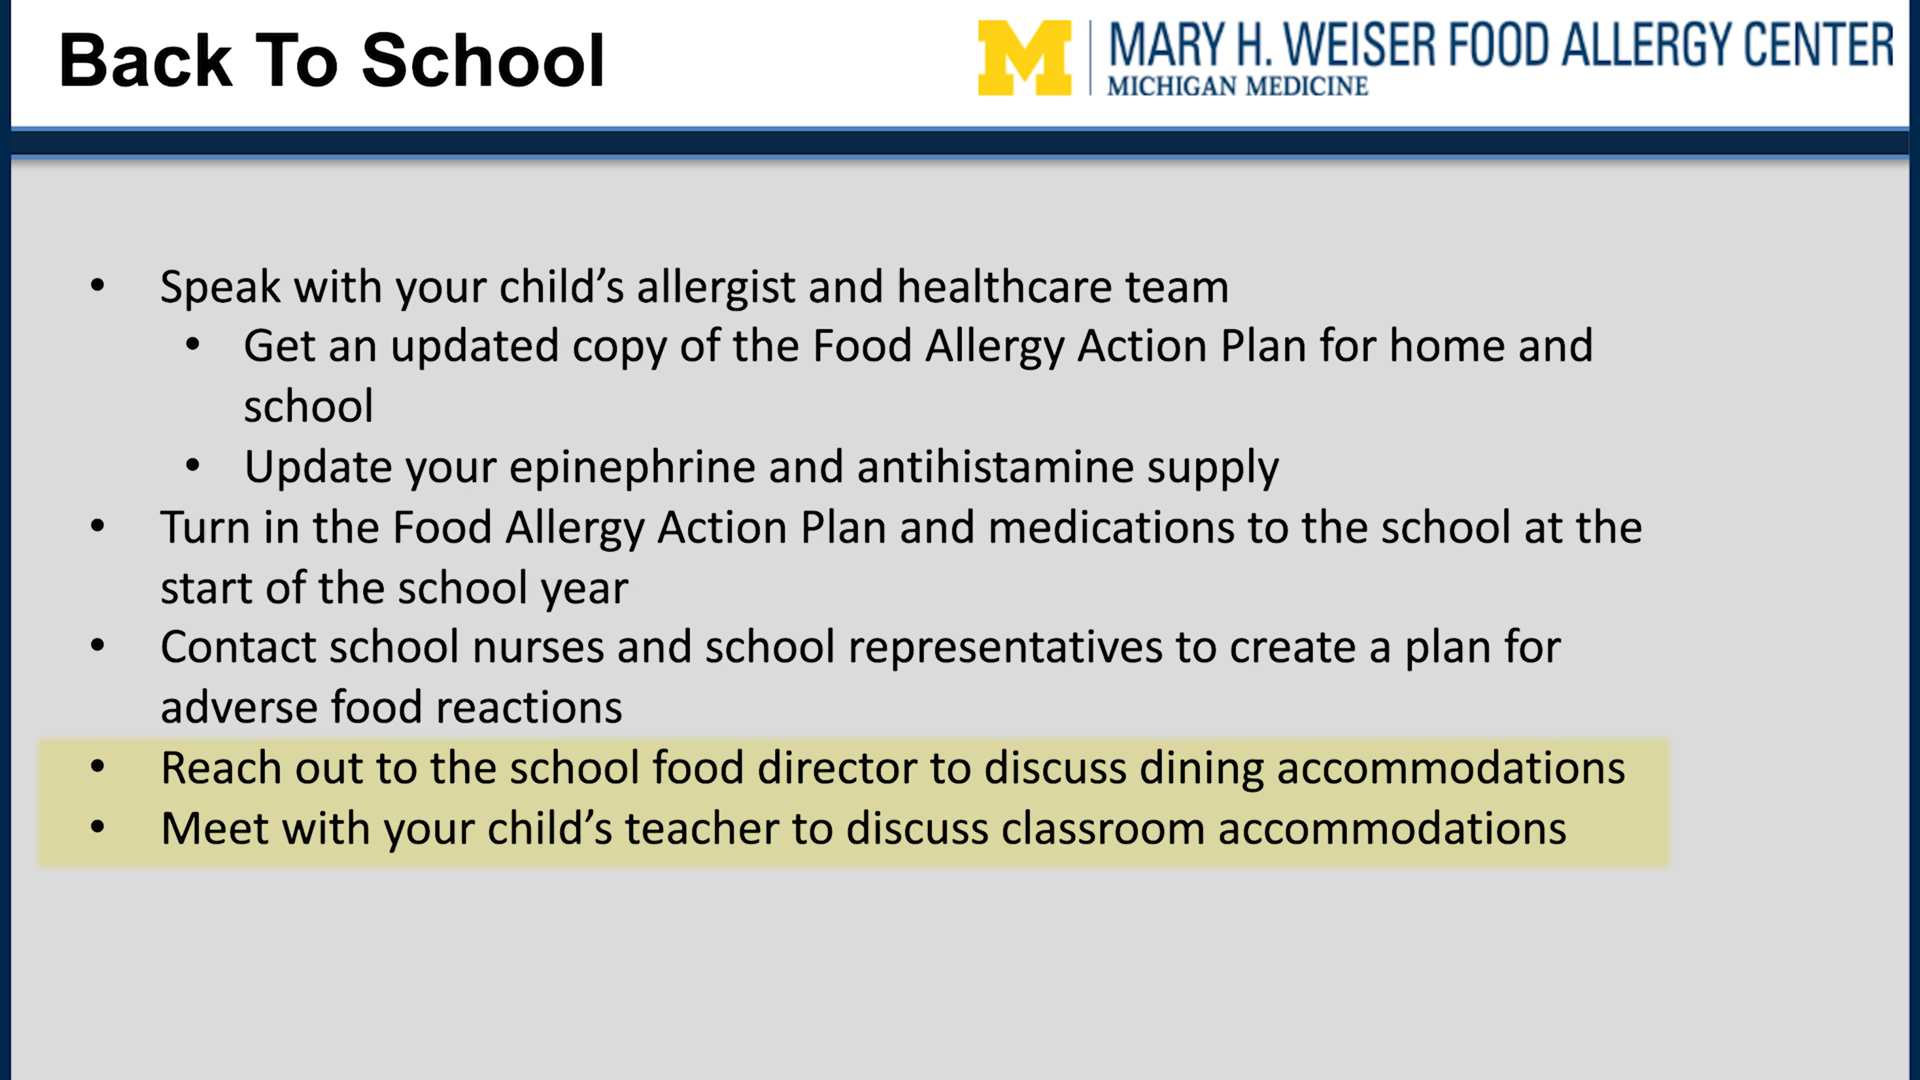 Back To School
M
MARY H. WEISER FOOD ALLERGY CENTER
MICHIGAN MEDICINE
• Speak with your child’s allergist and healthcare team
• Get an updated copy of the Food Allergy Action Plan for home and
school
• Update your epinephrine and antihistamine supply
• Turn in the Food Allergy Action Plan and medications to the school at the
start of the school year
• Contact school nurses and school representatives to create a plan for
adverse food reactions
• Reach out to the school food director to discuss dining accommodations
• Meet with your child’s teacher to discuss classroom accommodations